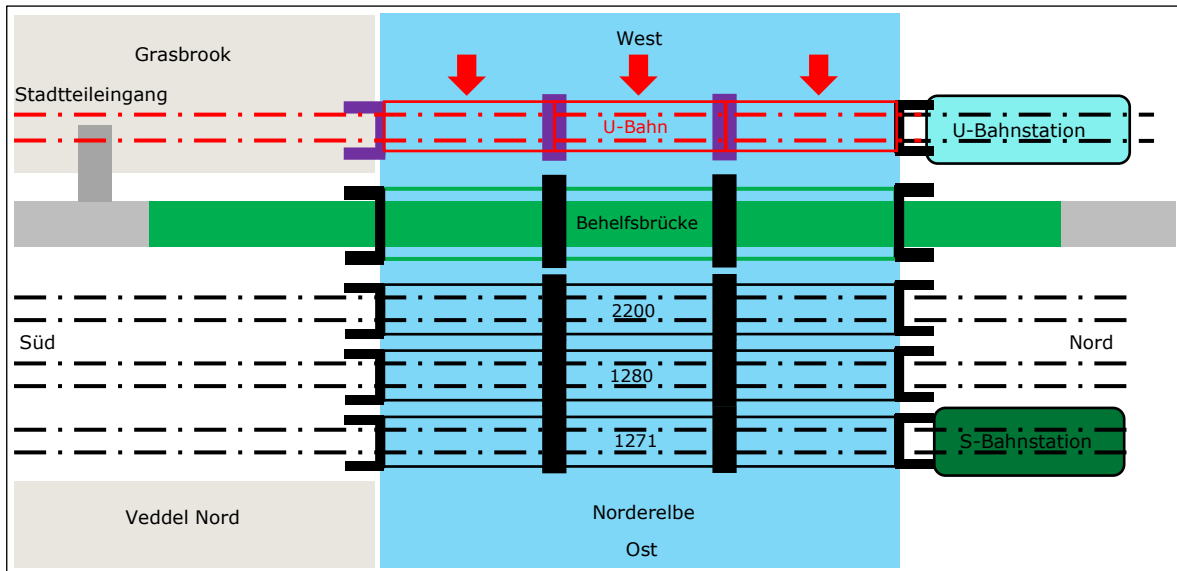 West
Grasbrook
Stadtteileingang
U-Bahn
U-Bahnstation
Behelfsbrücke
2200
Süd
Nord
1280
1271
S-Bahnstation
Veddel Nord
Norderelbe
Ost